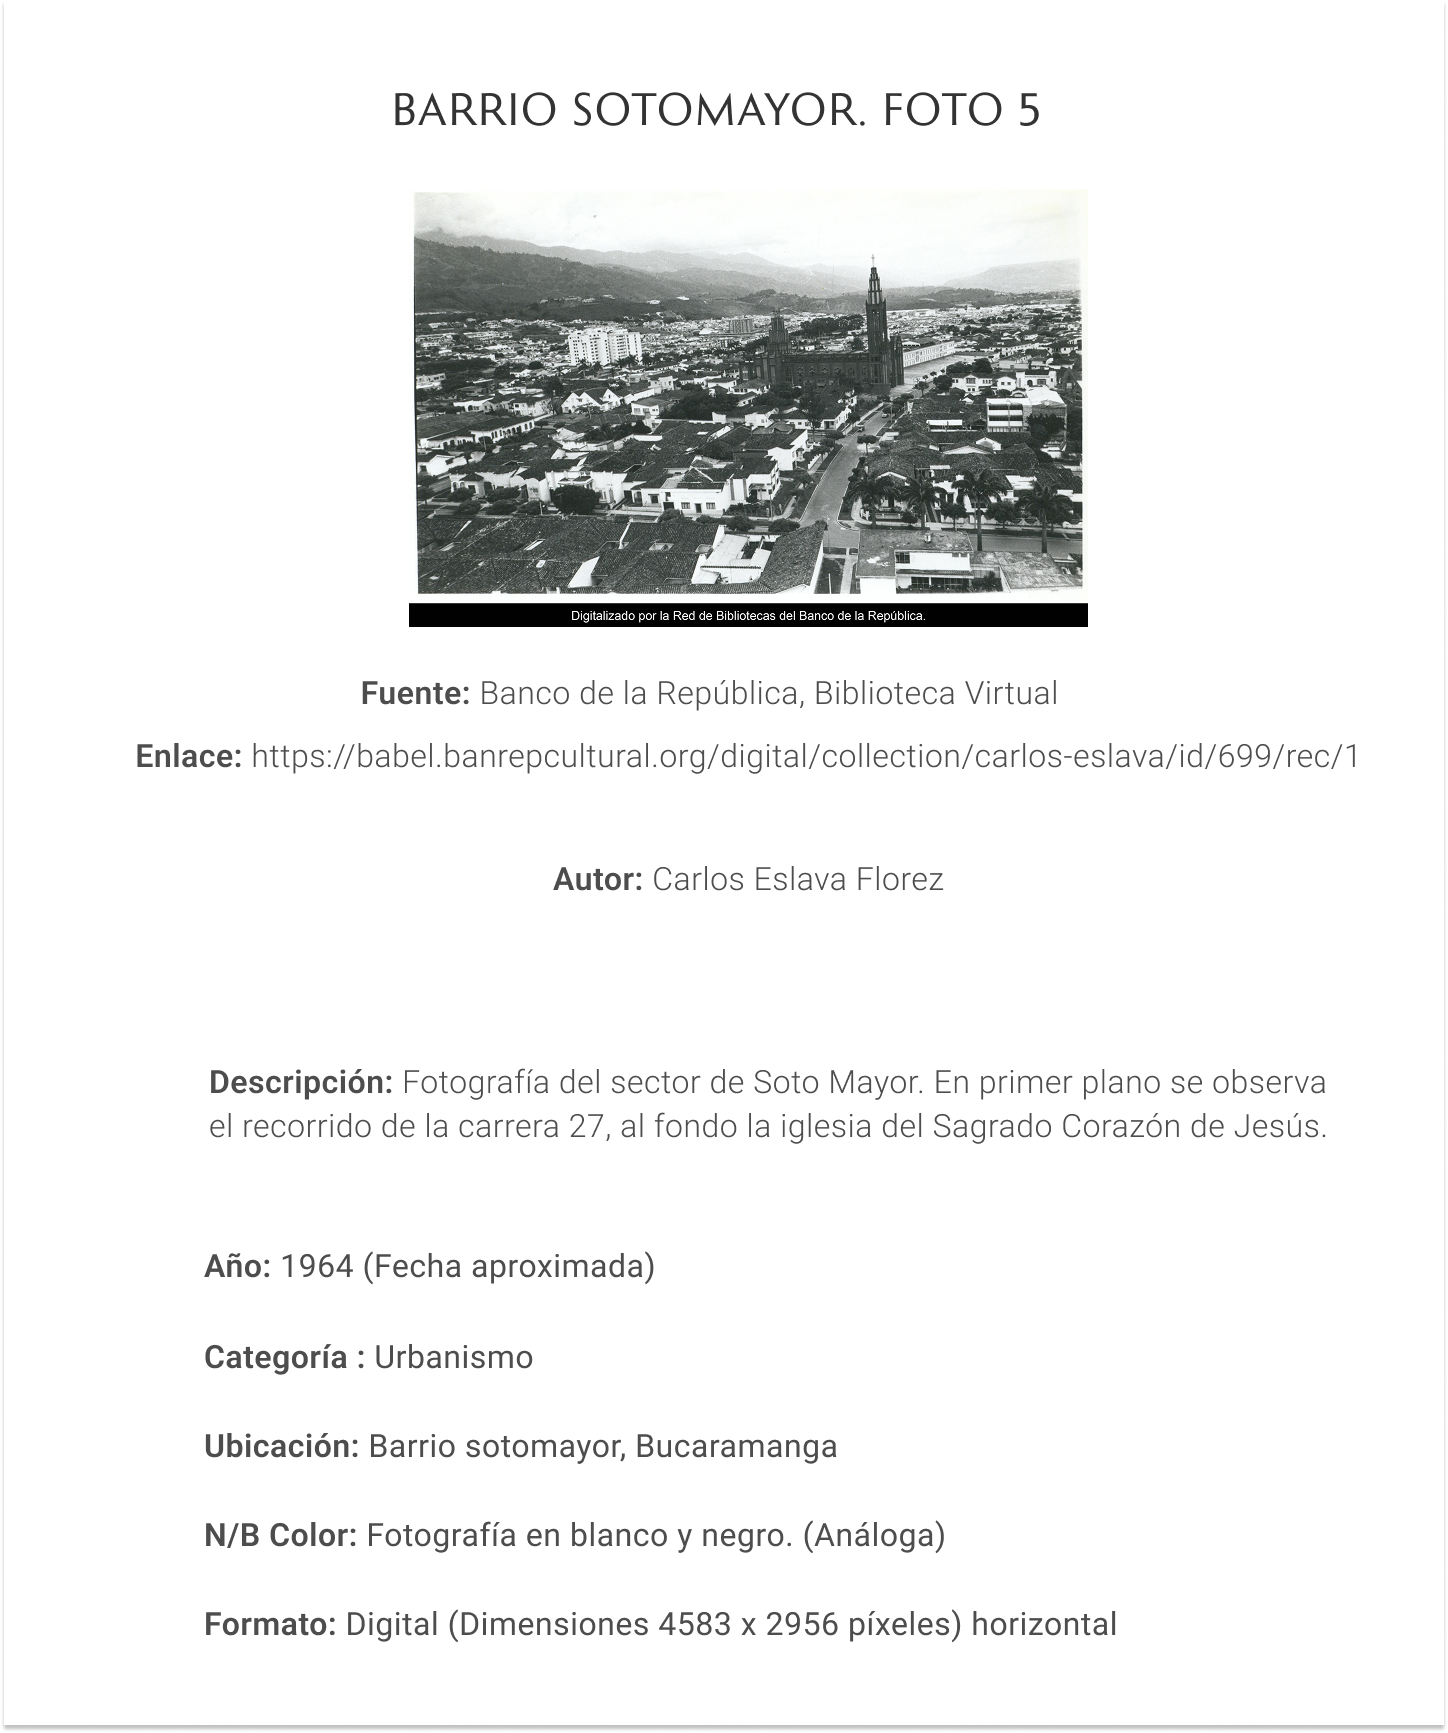 BARRIO SOTOMAYOR. FOTO 5
Digitalizado por la Red de Bibliotecas del Banco de la República.
Fuente: Banco de la República, Biblioteca Virtual
Enlace: https://babel.banrepcultural.org/digital/collection/carlos-eslava/id/699/rec/1
Autor: Carlos Eslava Florez
Descripción: Fotografía del sector de Soto Mayor. En primer plano se observa
el recorrido de la carrera 27, al fondo la iglesia del Sagrado Corazón de Jesús.
Año: 1964 (Fecha aproximada)
Categoría : Urbanismo
Ubicación: Barrio sotomayor, Bucaramanga
N/B Color: Fotografía en blanco y negro. (Análoga)
Formato: Digital (Dimensiones 4583 x 2956 píxeles) horizontal